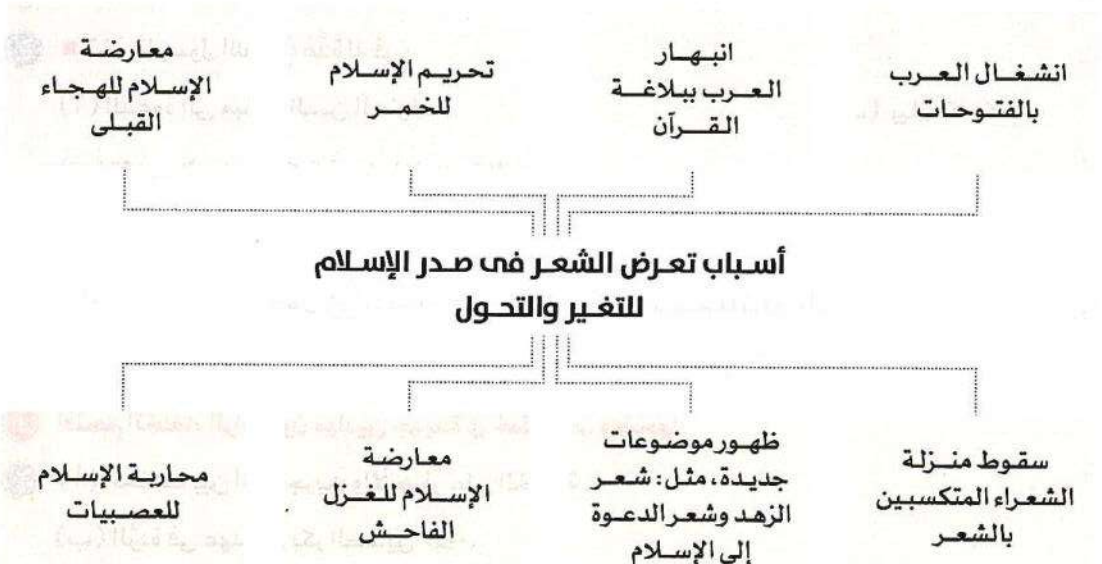 انشغال العرب
بالفتوحات
انبهار
العرب ببلاغة
القرآن
تحريم الإسلام
للخمر
معارضة
الإسلام للهجاء
القبلى
أسباب تعرض الشعر فى صدر الإسلام
للتغير والتحول
سقوط منزلة
الشعراء المتكسبين
بالشعر
ظهور موضوعات
جديدة، مثل: شعر
الزهد وشعر الدعوة
إلى الإسلام
معارضة
الإسلام للغزل
الفاحش
محاربة الإسلام
للعصبيات